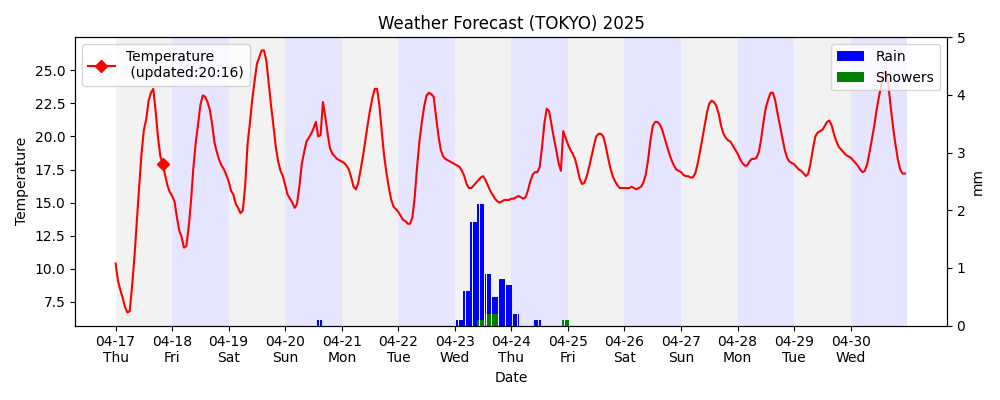 Weather Forecast (TOKYO) 2025
Temperature
(updated:20:16)
Rain
Showers
Temperature
25.0
22.5
20.0
17.5
15.0
12.5
10.0
7.5
5
4
3
2
1
0
mm
04-17 04-18 04-19 04-20 04-21 04-22 04-23 04-24 04-25 04-26 04-27 04-28 04-29 04-30
Thu Fri Sat Sun Mon Tue Wed Thu Fri Sat Sun Mon Tue Wed
Date